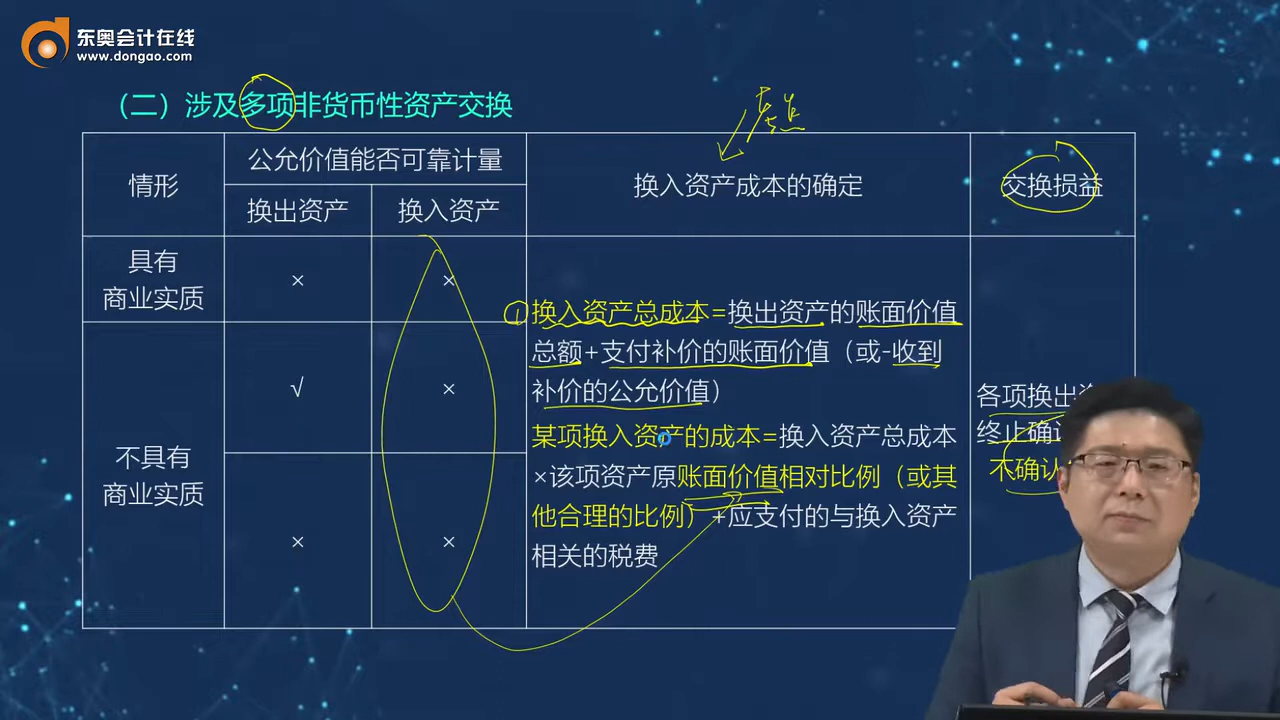 东奥会计在线
www.dongao.com
（二）涉及多项非货币性资产交换
情形
公允价值能否可靠计量
换出资产
换入资产
换入资产成本的确定
交换损益
具有
商业实质
×
×
不具有
商业实质
√
×
×
×
①换入资产总成本=换出资产的账面价值
总额+支付补价的账面价值（或-收到
补价的公允价值）
某项换入资产的成本=换入资产总成本
×该项资产原账面价值相对比例（或其
他合理的比例）+应支付的与换入资产
相关的税费
各项换出
终止确
不确认